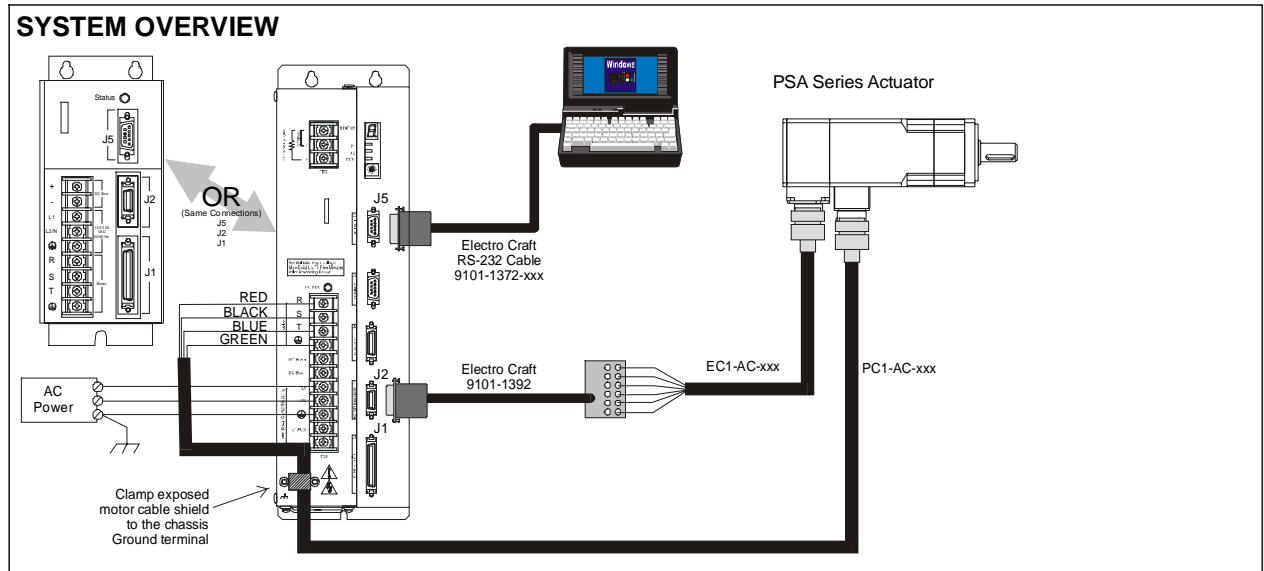 SYSTEM OVERVIEW
Status
J5
+
-
L1
L2/N
R
S
T
DC Bus
J2
J1
OR
(Same Connections)
J5
J2
J1
Windows
PSA Series Actuator
J5
Electro Craft
RS-232 Cable
9101-1372-xxx
RED
BLACK
BLUE
GREEN
R
S
T
J2
Electro Craft
9101-1392
EC1-AC-xxx
PC1-AC-xxx
J1
AC
Power
Clamp exposed
motor cable shield
to the chassis
Ground terminal